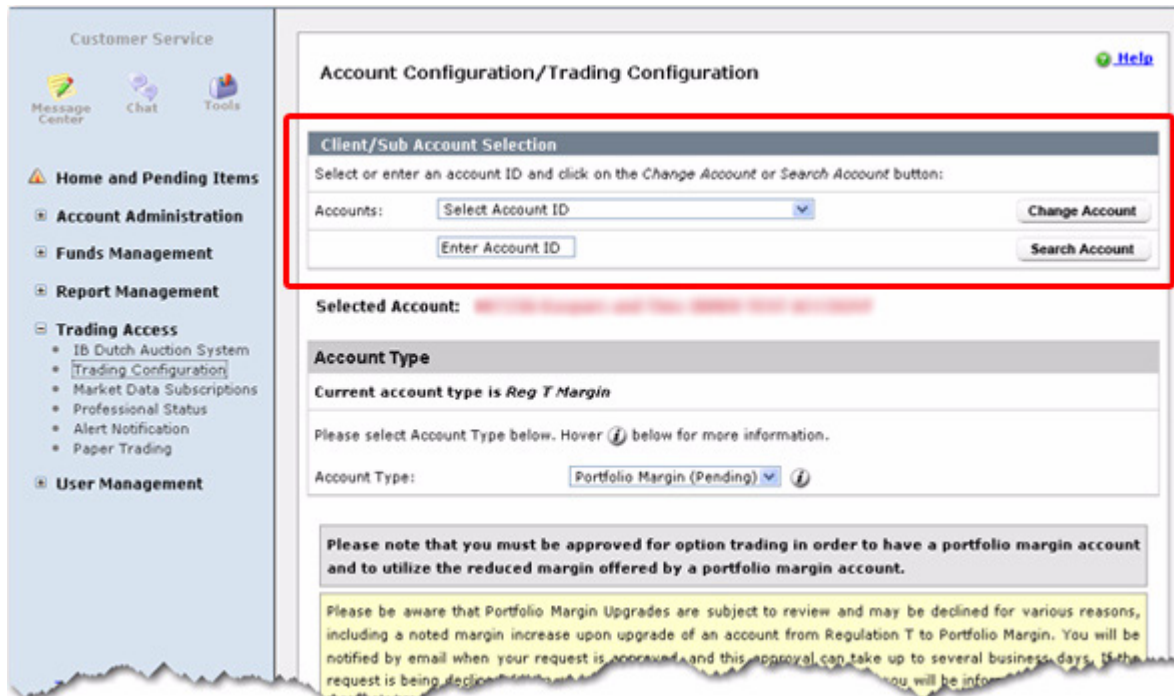 Customer Service
Message Center
Chat
Tools
Home and Pending Items
Account Administration
Funds Management
Report Management
Trading Access
IB Dutch Auction System
Trading Configuration
Market Data Subscriptions
Professional Status
Alert Notification
Paper Trading
User Management
Account Configuration/Trading Configuration
Help
Client/Sub Account Selection
Select or enter an account ID and click on the Change Account or Search Account button:
Accounts: Select Account ID Change Account
Enter Account ID Search Account
Selected Account:
Account Type
Current account type is Reg T Margin
Please select Account Type below. Hover i below for more information.
Account Type: Portfolio Margin (Pending) i
Please note that you must be approved for option trading in order to have a portfolio margin account
and to utilize the reduced margin offered by a portfolio margin account.
Please be aware that Portfolio Margin Upgrades are subject to review and may be declined for various reasons,
including a noted margin increase upon upgrade of an account from Regulation T to Portfolio Margin. You will be
notified by email when your request is approved and this approval can take up to several business days. If the
request is being you will be